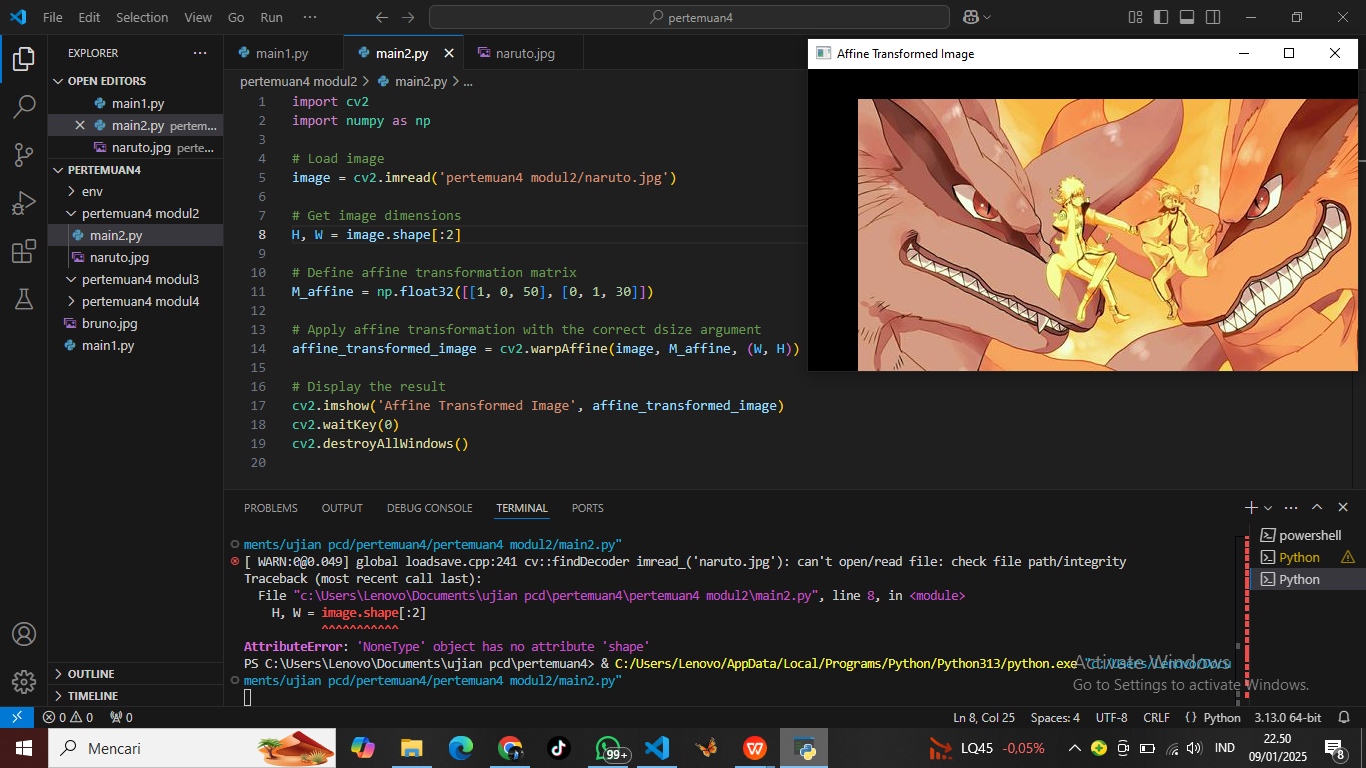 File Edit Selection View Go Run ···
pertemuan4
EXPLORER ···
OPEN EDITORS
main1.py
main2.py pertem...
naruto.jpg perte...
PERTEMUAN4
env
pertemuan4 modul2
main2.py
naruto.jpg
pertemuan4 modul3
pertemuan4 modul4
bruno.jpg
main1.py
OUTLINE
TIMELINE
main1.py main2.py naruto.jpg
pertemuan4 modul2 > main2.py > ...
1 import cv2
2 import numpy as np
3
4 # Load image
5 image = cv2.imread('pertemuan4 modul2/naruto.jpg')
6
7 # Get image dimensions
8 H, W = image.shape[:2]
9
10 # Define affine transformation matrix
11 M_affine = np.float32([[1, 0, 50], [0, 1, 30]])
12
13 # Apply affine transformation with the correct dsize argument
14 affine_transformed_image = cv2.warpAffine(image, M_affine, (W, H))
15
16 # Display the result
17 cv2.imshow('Affine Transformed Image', affine_transformed_image)
18 cv2.waitKey(0)
19 cv2.destroyAllWindows()
20
Affine Transformed Image
PROBLEMS OUTPUT DEBUG CONSOLE TERMINAL PORTS
ments/ujian pcd/pertemuan4/pertemuan4 modul2/main2.py"
[ WARN:0@0.049] global loadsave.cpp:241 cv::findDecoder imread_('naruto.jpg'): can't open/read file: check file path/integrity
Traceback (most recent call last):
File "c:\Users\Lenovo\Documents\ujian pcd\pertemuan4\pertemuan4 modul2\main2.py", line 8, in <module>
H, W = image.shape[:2]
^^^^^^^^^^^
AttributeError: 'NoneType' object has no attribute 'shape'
PS C:\Users\Lenovo\Documents\ujian pcd\pertemuan4> & C:/Users/Lenovo/AppData/Local/Programs/Python/Python313/python.exe "c:/Users/Lenovo/Docu
ments/ujian pcd/pertemuan4/pertemuan4 modul2/main2.py"
powershell
Python
Python
Activate Windows
Go to Settings to activate Windows.
0 0 0
Ln 8, Col 25 Spaces: 4 UTF-8 CRLF {} Python 3.13.0 64-bit
Mencari
99+
LQ45 -0,05%
IND
22.50
09/01/2025
8